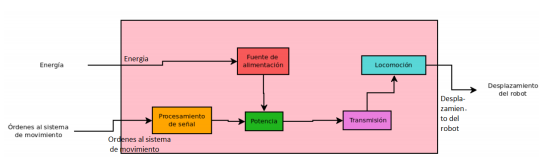 Energía
Energía
Fuente de
alimentación
Locomoción
Desplazamiento
del robot
Despla-
zamien-
to del
robot
Órdenes al sistema
de movimiento
Procesamiento
de señal
Potencia
Transmisión
Ordenes al sistema
de movimiento